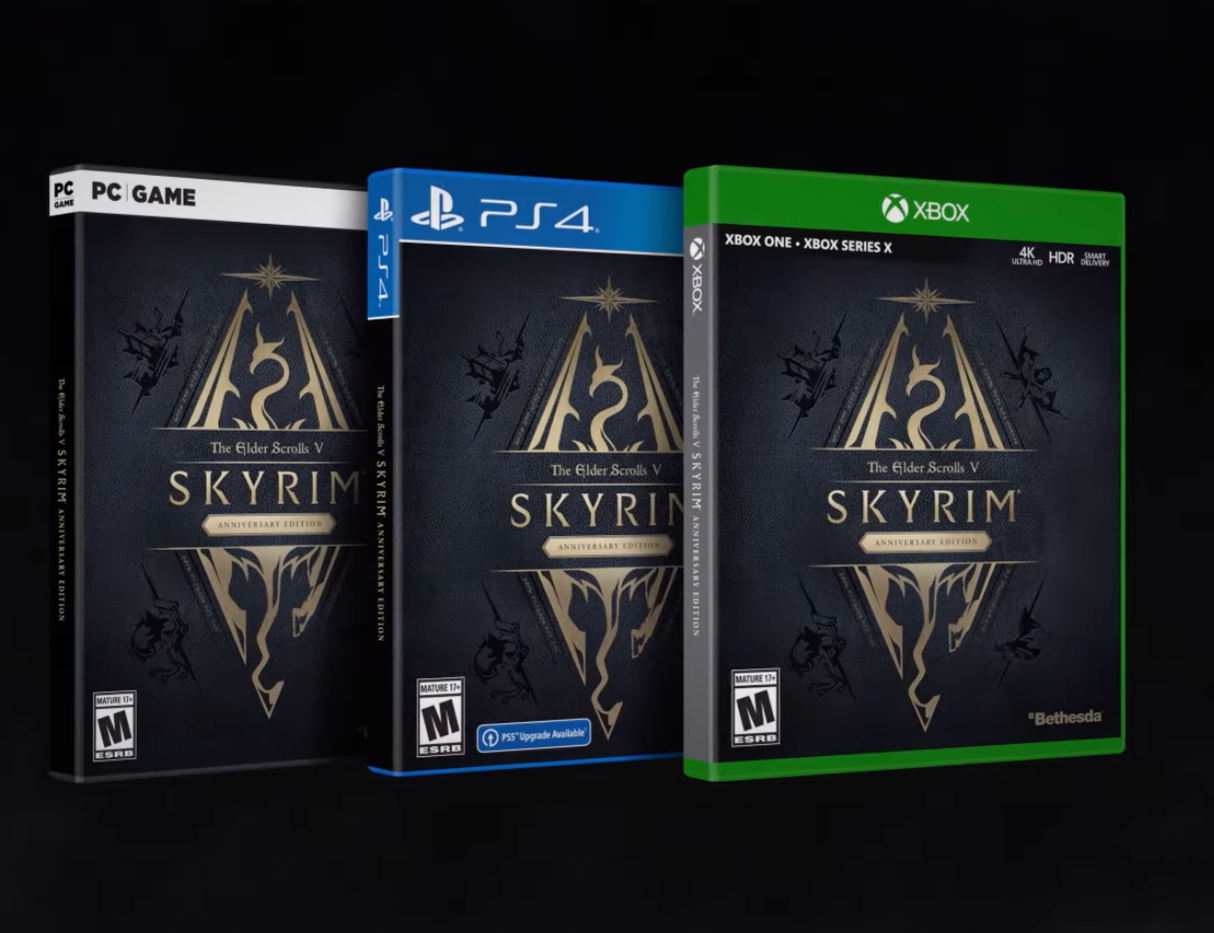 PC
GAME
PC GAME
The Elder Scrolls V SKYRIM ANNIVERSARY EDITION
The Elder Scrolls V
SKYRIM
ANNIVERSARY EDITION
MATURE 17+
M
ESRB
PS4
PS4
The Elder Scrolls V SKYRIM ANNIVERSARY EDITION
The Elder Scrolls V
SKYRIM
ANNIVERSARY EDITION
MATURE 17+
M
ESRB
PS5™ Upgrade Available
XBOX
XBOX
XBOX ONE • XBOX SERIES X
4K
ULTRA HD
HDR
SMART
DELIVERY
The Elder Scrolls V SKYRIM ANNIVERSARY EDITION
The Elder Scrolls V
SKYRIM
ANNIVERSARY EDITION
MATURE 17+
M
ESRB
Bethesda